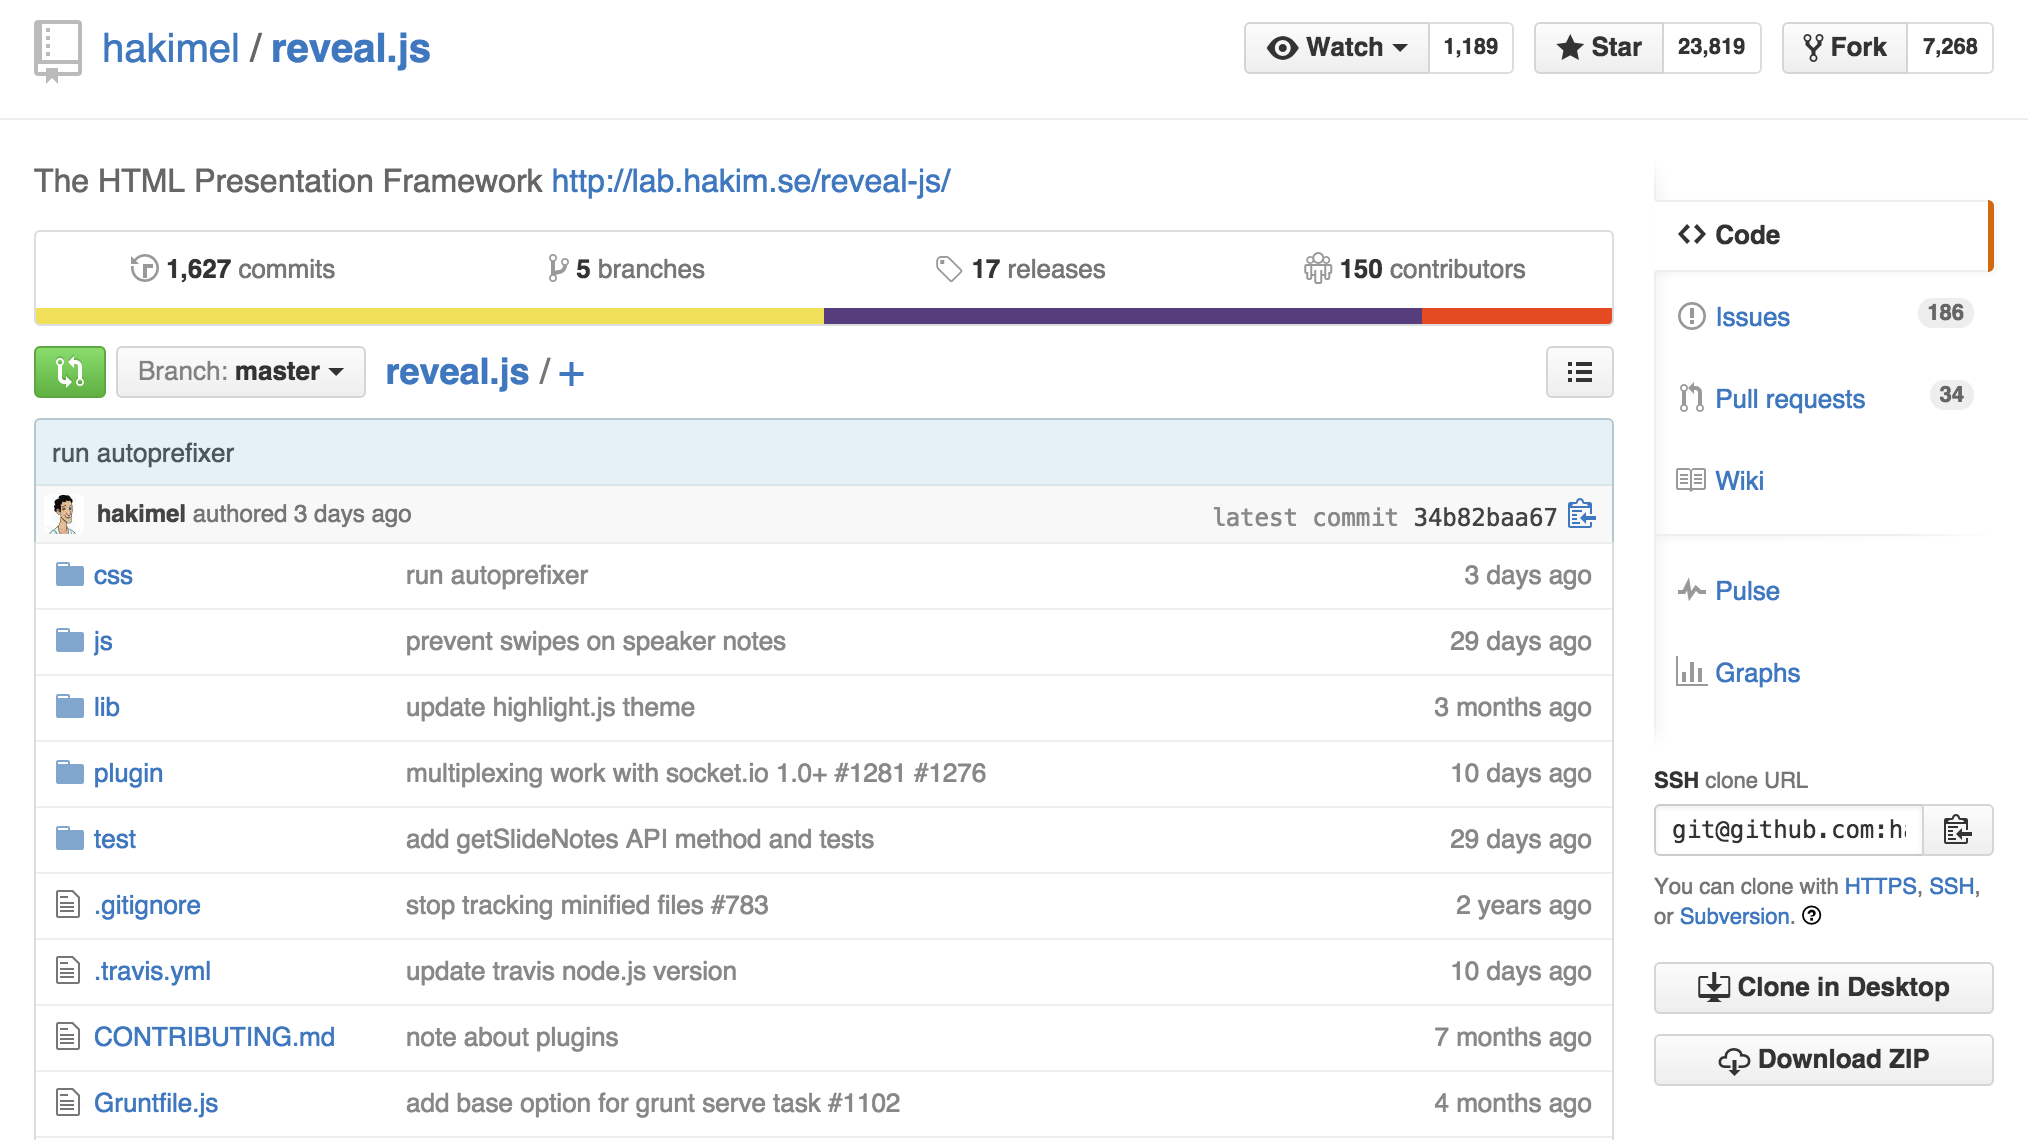 hakimel / reveal.js
Watch 1,189
Star 23,819
Fork 7,268
The HTML Presentation Framework http://lab.hakim.se/reveal-js/
1,627 commits
5 branches
17 releases
150 contributors
Branch: master
reveal.js / +
run autoprefixer
hakimel authored 3 days ago
latest commit 34b82baa67
css run autoprefixer 3 days ago
js prevent swipes on speaker notes 29 days ago
lib update highlight.js theme 3 months ago
plugin multiplexing work with socket.io 1.0+ #1281 #1276 10 days ago
test add getSlideNotes API method and tests 29 days ago
.gitignore stop tracking minified files #783 2 years ago
.travis.yml update travis node.js version 10 days ago
CONTRIBUTING.md note about plugins 7 months ago
Gruntfile.js add base option for grunt serve task #1102 4 months ago
Code
Issues 186
Pull requests 34
Wiki
Pulse
Graphs
SSH clone URL
git@github.com:h
You can clone with HTTPS, SSH,
or Subversion.
Clone in Desktop
Download ZIP